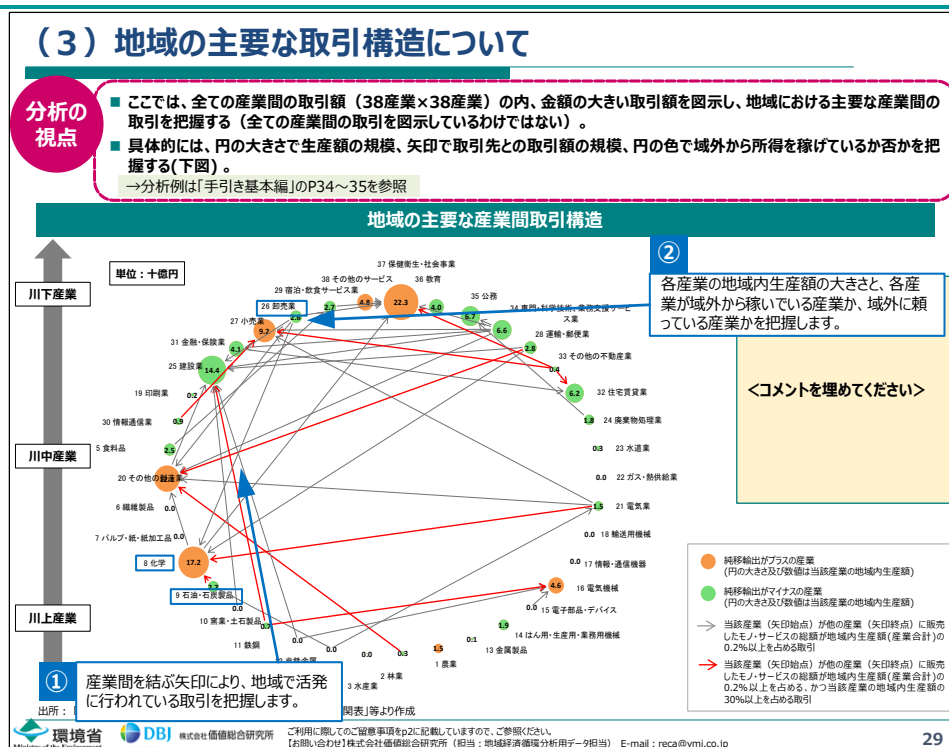 （3）地域の主要な取引構造について
分析の
視点
■ ここでは、全ての産業間の取引額（38産業×38産業）の内、金額の大きい取引額を図示し、地域における主要な産業間の
取引を把握する（全ての産業間の取引を図示しているわけではない）。
■ 具体的には、円の大きさで生産額の規模、矢印で取引先との取引額の規模、円の色で域外から所得を稼げているか否かを把
握する(下図) 。
→分析例は「手引き基本編」のP34～35を参照
地域の主要な産業間取引構造
単位：十億円
川下産業
川中産業
川上産業
37 保健衛生・社会事業
38 その他のサービス
36 教育
29 宿泊・飲食サービス業
35 公務
26 卸売業
34 専門・科学技術、業務支援サービ
ス業
27 小売業
28 運輸・郵便業
31 金融・保険業
33 その他の不動産業
25 建設業
32 住宅賃貸業
19 印刷業
30 情報通信業
24 廃棄物処理業
5 食料品
23 水道業
20 その他の製造業
22 ガス・熱供給業
6 繊維製品
21 電気業
7 パルプ・紙・紙加工品
18 輸送用機械
8 化学
17 情報・通信機器
9 石油・石炭製品
16 電気機械
10 窯業・土石製品
15 電子部品・デバイス
11 鉄鋼
14 はん用・生産用・業務用機械
13 金属製品
1 農業
2 林業
3 水産業
22.3
4.8
4.0
2.7
6.7
2.6
6.6
9.2
2.8
4.1
0.4
14.4
6.2
0.2
0.9
1.8
2.5
0.3
0.0
0.0
1.5
0.0
0.0
17.2
0.0
4.6
0.0
0.0
0.7
1.9
0.0
0.1
0.0
1.5
0.0
0.3
②
各産業の地域内生産額の大きさと、各産
業が域外から稼いでいる産業か、域外に頼
っている産業かを把握します。
＜コメントを埋めてください＞
純移輸出がプラスの産業
（円の大きさ及び数値は当該産業の地域内生産額）
純移輸出がマイナスの産業
（円の大きさ及び数値は当該産業の地域内生産額）
当該産業（矢印始点）が他の産業（矢印終点）に販売
したモノ・サービスの総額が地域内生産額(産業合計)の
0.2%以上を占める取引
当該産業（矢印始点）が他の産業（矢印終点）に販売
したモノ・サービスの総額が地域内生産額(産業合計)の
0.2%以上を占める、かつ当該産業の地域内生産額の
30%以上を占める取引
①
産業間を結ぶ矢印により、地域で活発
に行われている取引を把握します。
出所：
関表」等より作成
環境省
Ministry of the Environment
DBJ 株式会社価値総合研究所
ご利用に際してのご留意事項をp2に記載していますので、ご参照ください。
【お問い合わせ】株式会社価値総合研究所（担当：地域経済循環分析用データ担当） E-mail：reca@vmi.co.jp
29